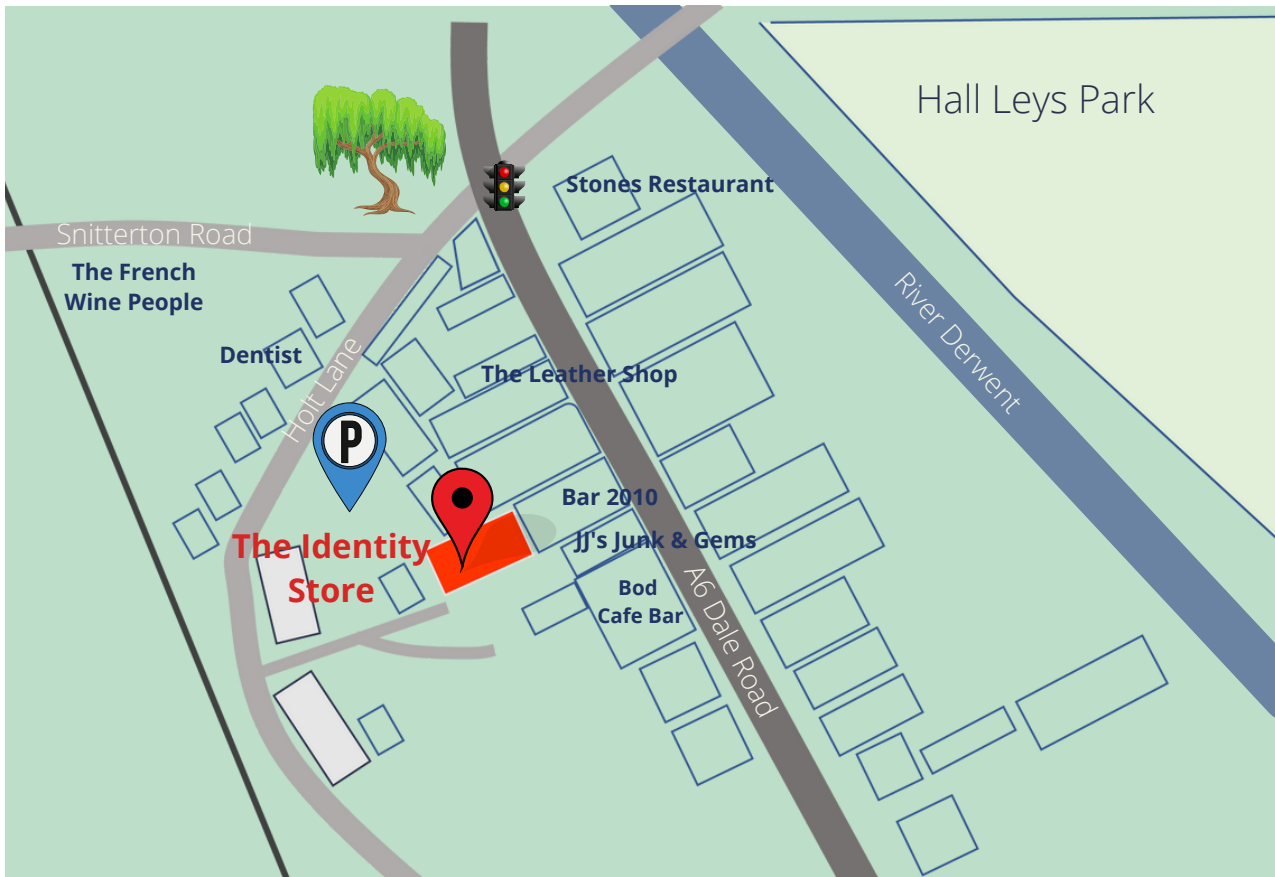 Hall Leys Park
Stones Restaurant
Snitterton Road
The French
Wine People
River Derwent
Dentist
Holt Lane
The Leather Shop
P
Bar 2010
JJ's Junk & Gems
The Identity
Store
Bod
Cafe Bar
A6 Dale Road